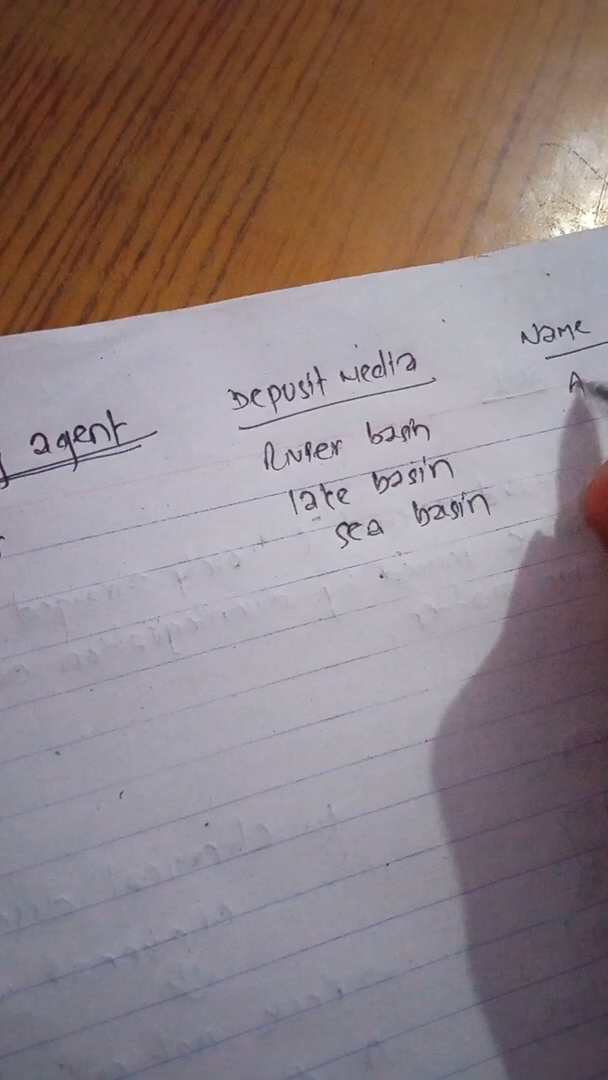 agent
Deposit Media
Name
River basin
A
lake basin
sea basin